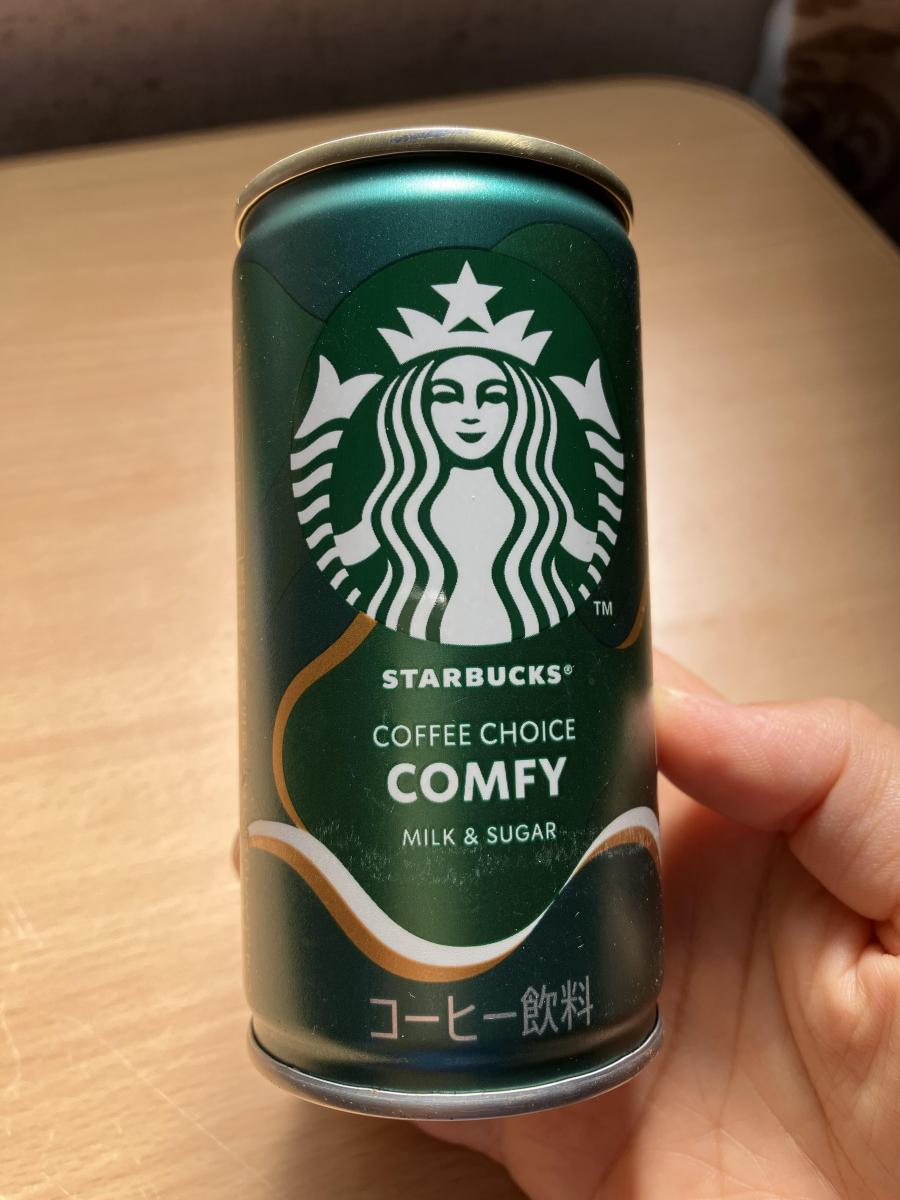 TM
STARBUCKS®
COFFEE CHOICE
COMFY
MILK & SUGAR
コーヒー飲料